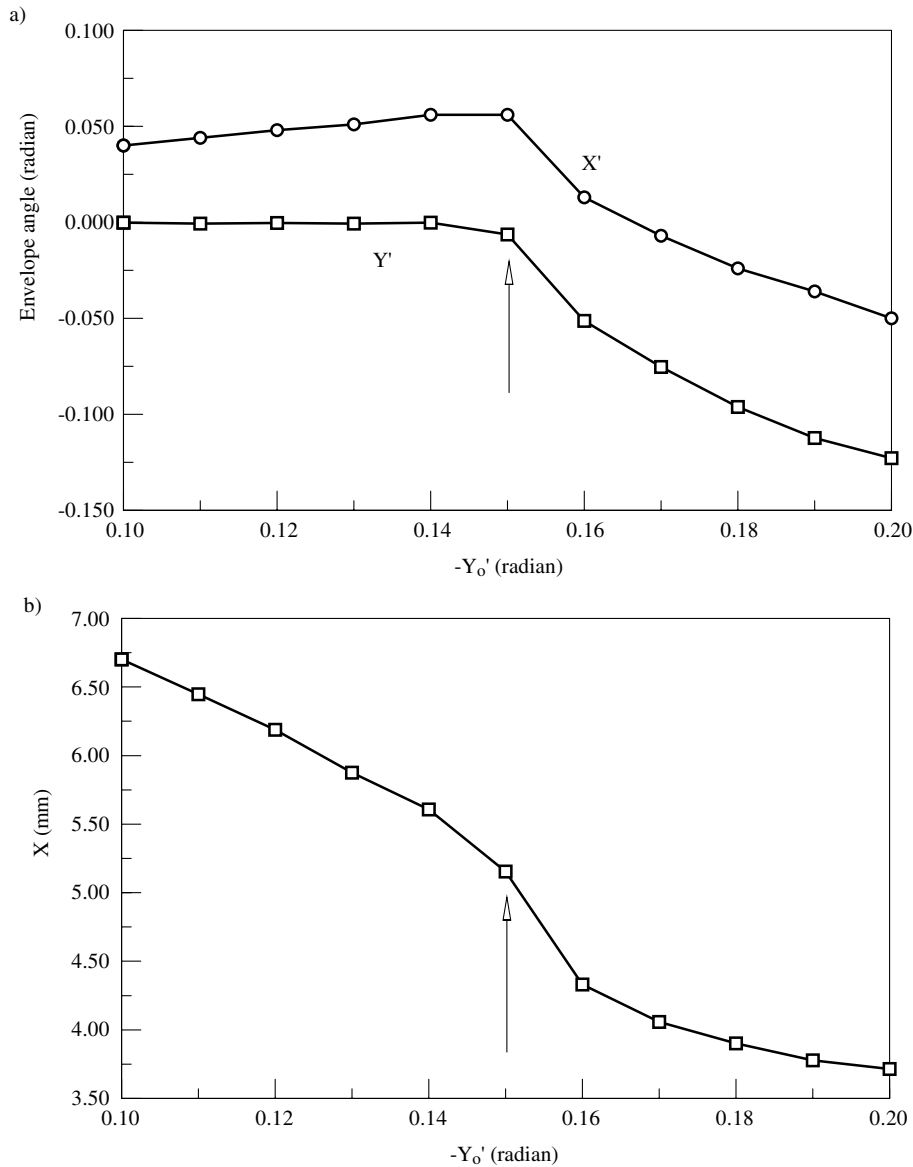 a)
0.100
0.050
0.000
-0.050
-0.100
-0.150
Envelope angle (radian)
X'
Y'
0.10 0.12 0.14 0.16 0.18 0.20
-Yo' (radian)
b)
7.00
6.50
6.00
5.50
5.00
4.50
4.00
3.50
X (mm)
0.10 0.12 0.14 0.16 0.18 0.20
-Yo' (radian)